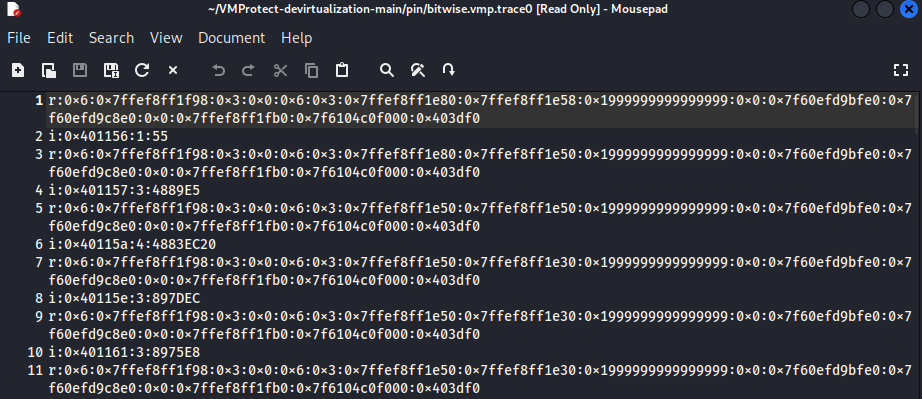 ~/VMProtect-devirtualization-main/pin/bitwise.vmp.trace0 [Read Only] - Mousepad
File Edit Search View Document Help
1 r:0×6:0×7ffef8ff1f98:0×3:0×0:0×6:0×3:0×7ffef8ff1e80:0×7ffef8ff1e58:0×1999999999999999:0×0:0×7f60efd9bfe0:0×7
f60efd9c8e0:0×0:0×7ffef8ff1fb0:0×7f6104c0f000:0×403df0
2 i:0×401156:1:55
3 r:0×6:0×7ffef8ff1f98:0×3:0×0:0×6:0×3:0×7ffef8ff1e80:0×7ffef8ff1e50:0×1999999999999999:0×0:0×7f60efd9bfe0:0×7
f60efd9c8e0:0×0:0×7ffef8ff1fb0:0×7f6104c0f000:0×403df0
4 i:0×401157:3:4889E5
5 r:0×6:0×7ffef8ff1f98:0×3:0×0:0×6:0×3:0×7ffef8ff1e50:0×7ffef8ff1e50:0×1999999999999999:0×0:0×7f60efd9bfe0:0×7
f60efd9c8e0:0×0:0×7ffef8ff1fb0:0×7f6104c0f000:0×403df0
6 i:0×40115a:4:4883EC20
7 r:0×6:0×7ffef8ff1f98:0×3:0×0:0×6:0×3:0×7ffef8ff1e50:0×7ffef8ff1e30:0×1999999999999999:0×0:0×7f60efd9bfe0:0×7
f60efd9c8e0:0×0:0×7ffef8ff1fb0:0×7f6104c0f000:0×403df0
8 i:0×40115e:3:897DEC
9 r:0×6:0×7ffef8ff1f98:0×3:0×0:0×6:0×3:0×7ffef8ff1e50:0×7ffef8ff1e30:0×1999999999999999:0×0:0×7f60efd9bfe0:0×7
f60efd9c8e0:0×0:0×7ffef8ff1fb0:0×7f6104c0f000:0×403df0
10 i:0×401161:3:8975E8
11 r:0×6:0×7ffef8ff1f98:0×3:0×0:0×6:0×3:0×7ffef8ff1e50:0×7ffef8ff1e30:0×1999999999999999:0×0:0×7f60efd9bfe0:0×7
f60efd9c8e0:0×0:0×7ffef8ff1fb0:0×7f6104c0f000:0×403df0